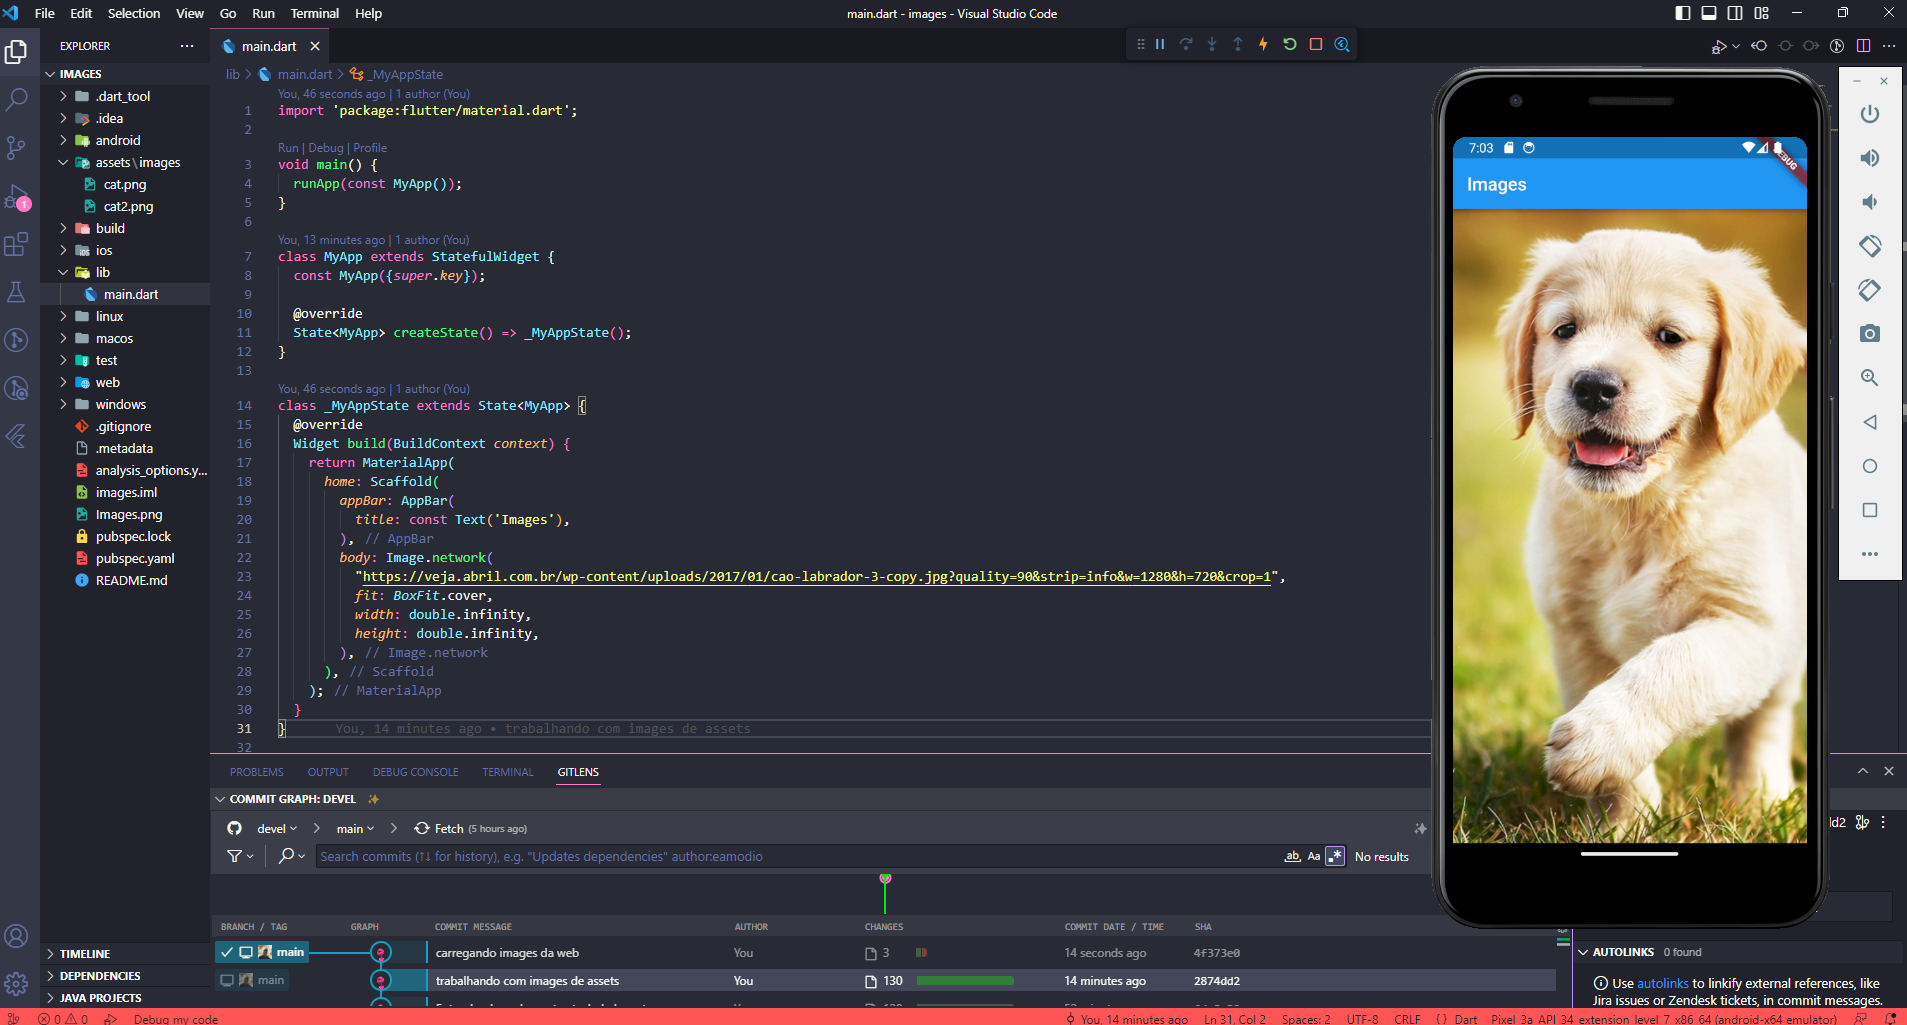 File Edit Selection View Go Run Terminal Help
main.dart - images - Visual Studio Code
EXPLORER
IMAGES
.dart_tool
.idea
android
assets\images
cat.png
cat2.png
build
ios
lib
main.dart
linux
macos
test
web
windows
.gitignore
.metadata
analysis_options.y...
images.iml
Images.png
pubspec.lock
pubspec.yaml
README.md
TIMELINE
DEPENDENCIES
JAVA PROJECTS
1
main.dart
lib > main.dart > _MyAppState
You, 46 seconds ago | 1 author (You)
1 import 'package:flutter/material.dart';
2
Run | Debug | Profile
3 void main() {
4 runApp(const MyApp());
5 }
6
You, 13 minutes ago | 1 author (You)
7 class MyApp extends StatefulWidget {
8 const MyApp({super.key});
9
10 @override
11 State<MyApp> createState() => _MyAppState();
12 }
13
You, 46 seconds ago | 1 author (You)
14 class _MyAppState extends State<MyApp> {
15 @override
16 Widget build(BuildContext context) {
17 return MaterialApp(
18 home: Scaffold(
19 appBar: AppBar(
20 title: const Text('Images'),
21 ), // AppBar
22 body: Image.network(
23 "https://veja.abril.com.br/wp-content/uploads/2017/01/cao-labrador-3-copy.jpg?quality=90&strip=info&w=1280&h=720&crop=1",
24 fit: BoxFit.cover,
25 width: double.infinity,
26 height: double.infinity,
27 ), // Image.network
28 ), // Scaffold
29 ); // MaterialApp
30 }
31 } You, 14 minutes ago • trabalhando com images de assets
32
7:03
DEBUG
Images
PROBLEMS OUTPUT DEBUG CONSOLE TERMINAL GITLENS
COMMIT GRAPH: DEVEL
devel > main > Fetch (5 hours ago)
Search commits (↑↓ for history), e.g. "Updates dependencies" author:eamodio
ab Aa .* No results
BRANCH / TAG GRAPH COMMIT MESSAGE AUTHOR CHANGES COMMIT DATE / TIME SHA
main carregando images da web You 3 14 seconds ago 4f373e0
main trabalhando com images de assets You 130 14 minutes ago 2874dd2
dd2
AUTOLINKS 0 found
Use autolinks to linkify external references, like
Jira issues or Zendesk tickets, in commit messages.
0 0 Debug my code
You, 14 minutes ago Ln 31, Col 2 Spaces: 2 UTF-8 CRLF {} Dart Pixel_3a_API_34_extension_level_7_x86_64 (android-x64 emulator)